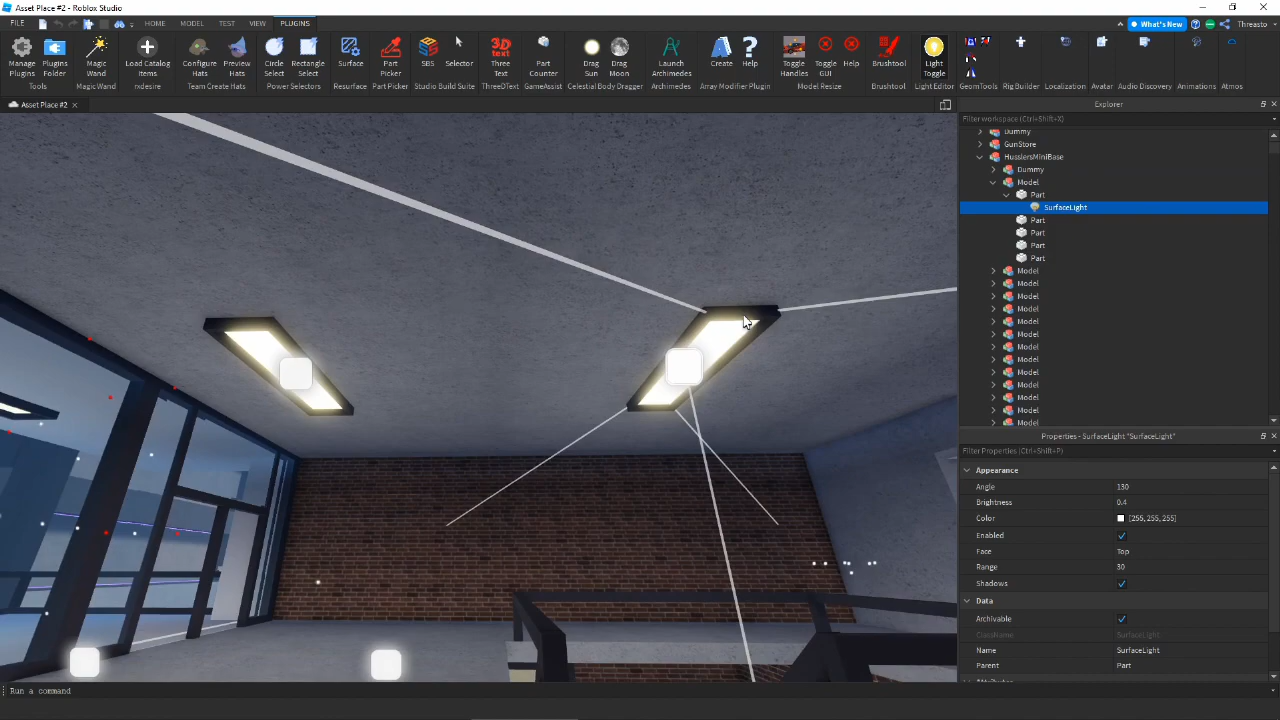 Asset Place #2 - Roblox Studio
FILE HOME MODEL TEST VIEW PLUGINS What's New Threasto
Manage Plugins Plugins Folder Magic Wand Load Catalog Items Configure Hats Preview Hats Circle Select Rectangle Select Surface Part Picker SBS Selector Three Text Part Counter Drag Sun Drag Moon Launch Archimedes Create Help Toggle Handles Toggle GUI Help Brushtool Light Toggle
Tools MagicWand rxdesire Team Create Hats Power Selectors Resurface Part Picker Studio Build Suite ThreeDText GameAssist Celestial Body Dragger Archimedes Array Modifier Plugin Model Resize Brushtool Light Editor GeomTools Rig Builder Localization Avatar Audio Discovery Animations Atmos
Asset Place #2
Explorer
Filter workspace (Ctrl+Shift+X)
Dummy
GunStore
HusslersMiniBase
Dummy
Model
Part
SurfaceLight
Part
Part
Part
Part
Model
Model
Model
Model
Model
Model
Model
Model
Model
Model
Model
Model
Model
Properties - SurfaceLight "SurfaceLight"
Filter Properties (Ctrl+Shift+P)
Appearance
Angle 130
Brightness 0.4
Color [255, 255, 255]
Enabled
Face Top
Range 30
Shadows
Data
Archivable
ClassName SurfaceLight
Name SurfaceLight
Parent Part
Run a command